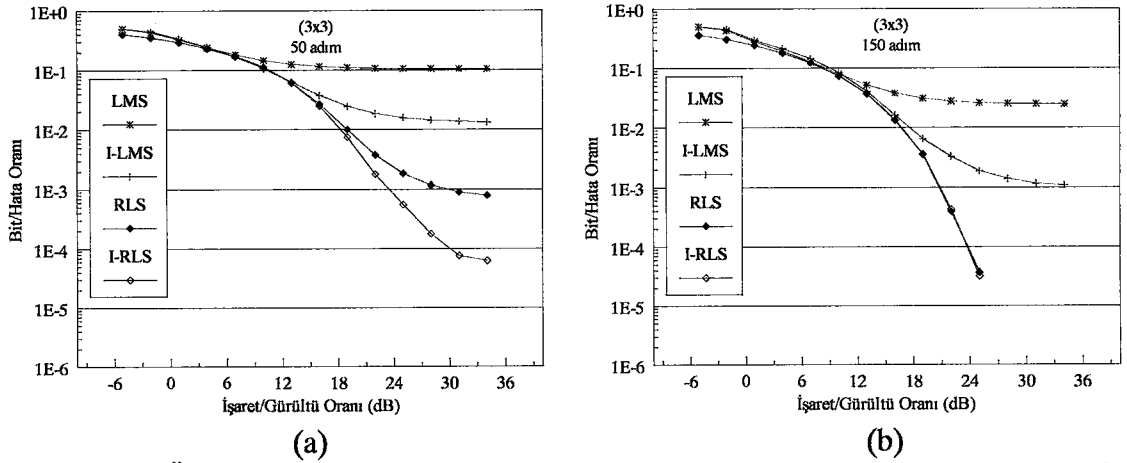 1E+0
1E-1
1E-2
1E-3
1E-4
1E-5
1E-6
Bit/Hata Oranı
(3x3)
50 adım
LMS
I-LMS
RLS
I-RLS
-6 0 6 12 18 24 30 36
İşaret/Gürültü Oranı (dB)
(a)
1E+0
1E-1
1E-2
1E-3
1E-4
1E-5
1E-6
Bit/Hata Oranı
(3x3)
150 adım
LMS
I-LMS
RLS
I-RLS
-6 0 6 12 18 24 30 36
İşaret/Gürültü Oranı (dB)
(b)